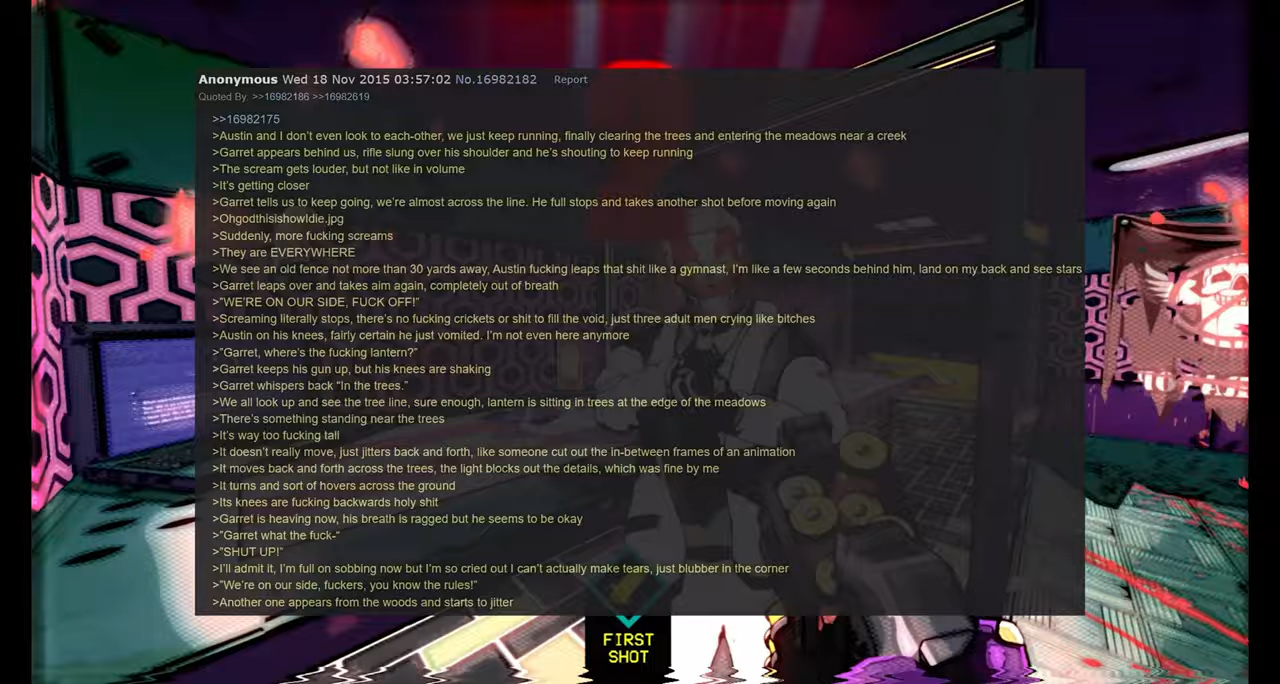 Anonymous Wed 18 Nov 2015 03:57:02 No.16982182 Report
Quoted By: >>16982186 >>16982619
>>16982175
>Austin and I don't even look to each-other, we just keep running, finally clearing the trees and entering the meadows near a creek
>Garret appears behind us, rifle slung over his shoulder and he's shouting to keep running
>The scream gets louder, but not like in volume
>It's getting closer
>Garret tells us to keep going, we're almost across the line. He full stops and takes another shot before moving again
>OhgodthisishowIdie.jpg
>Suddenly, more fucking screams
>They are EVERYWHERE
>We see an old fence not more than 30 yards away, Austin fucking leaps that shit like a gymnast, I'm like a few seconds behind him, land on my back and see stars
>Garret leaps over and takes aim again, completely out of breath
>"WE'RE ON OUR SIDE, FUCK OFF!"
>Screaming literally stops, there's no fucking crickets or shit to fill the void, just three adult men crying like bitches
>Austin on his knees, fairly certain he just vomited. I'm not even here anymore
>"Garret, where's the fucking lantern?"
>Garret keeps his gun up, but his knees are shaking
>Garret whispers back “In the trees.”
>We all look up and see the tree line, sure enough, lantern is sitting in trees at the edge of the meadows
>There's something standing near the trees
>It's way too fucking tall
>It doesn't really move, just jitters back and forth, like someone cut out the in-between frames of an animation
>It moves back and forth across the trees, the light blocks out the details, which was fine by me
>It turns and sort of hovers across the ground
>Its knees are fucking backwards holy shit
>Garret is heaving now, his breath is ragged but he seems to be okay
>"Garret what the fuck-"
>"SHUT UP!"
>I'll admit it, I'm full on sobbing now but I'm so cried out I can't actually make tears, just blubber in the corner
>"We're on our side, fuckers, you know the rules!"
>Another one appears from the woods and starts to jitter
FIRST
SHOT